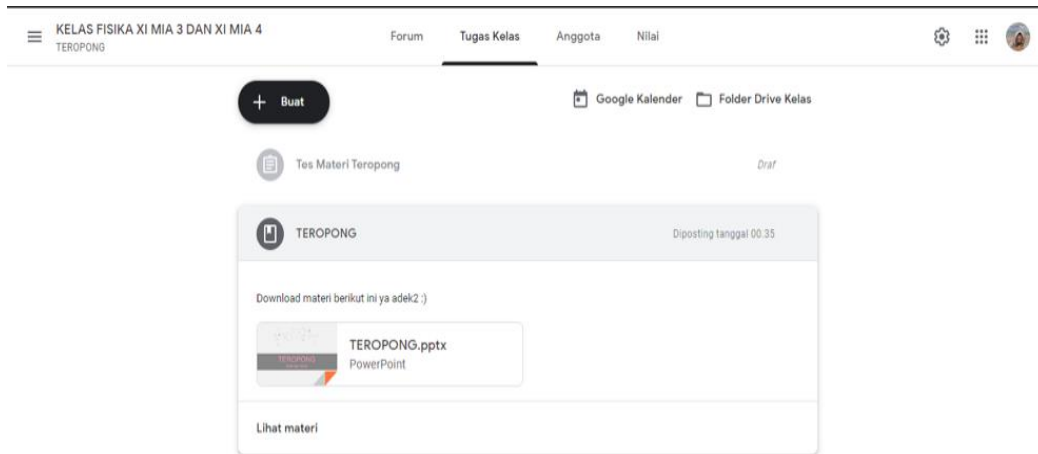 KELAS FISIKA XI MIA 3 DAN XI MIA 4
TEROPONG
Forum Tugas Kelas Anggota Nilai
Buat
Google Kalender Folder Drive Kelas
Tes Materi Teropong Draf
TEROPONG Diposting tanggal 00.35
Download materi berikut ini ya adek2 :)
TEROPONG
TEROPONG.pptx
PowerPoint
Lihat materi